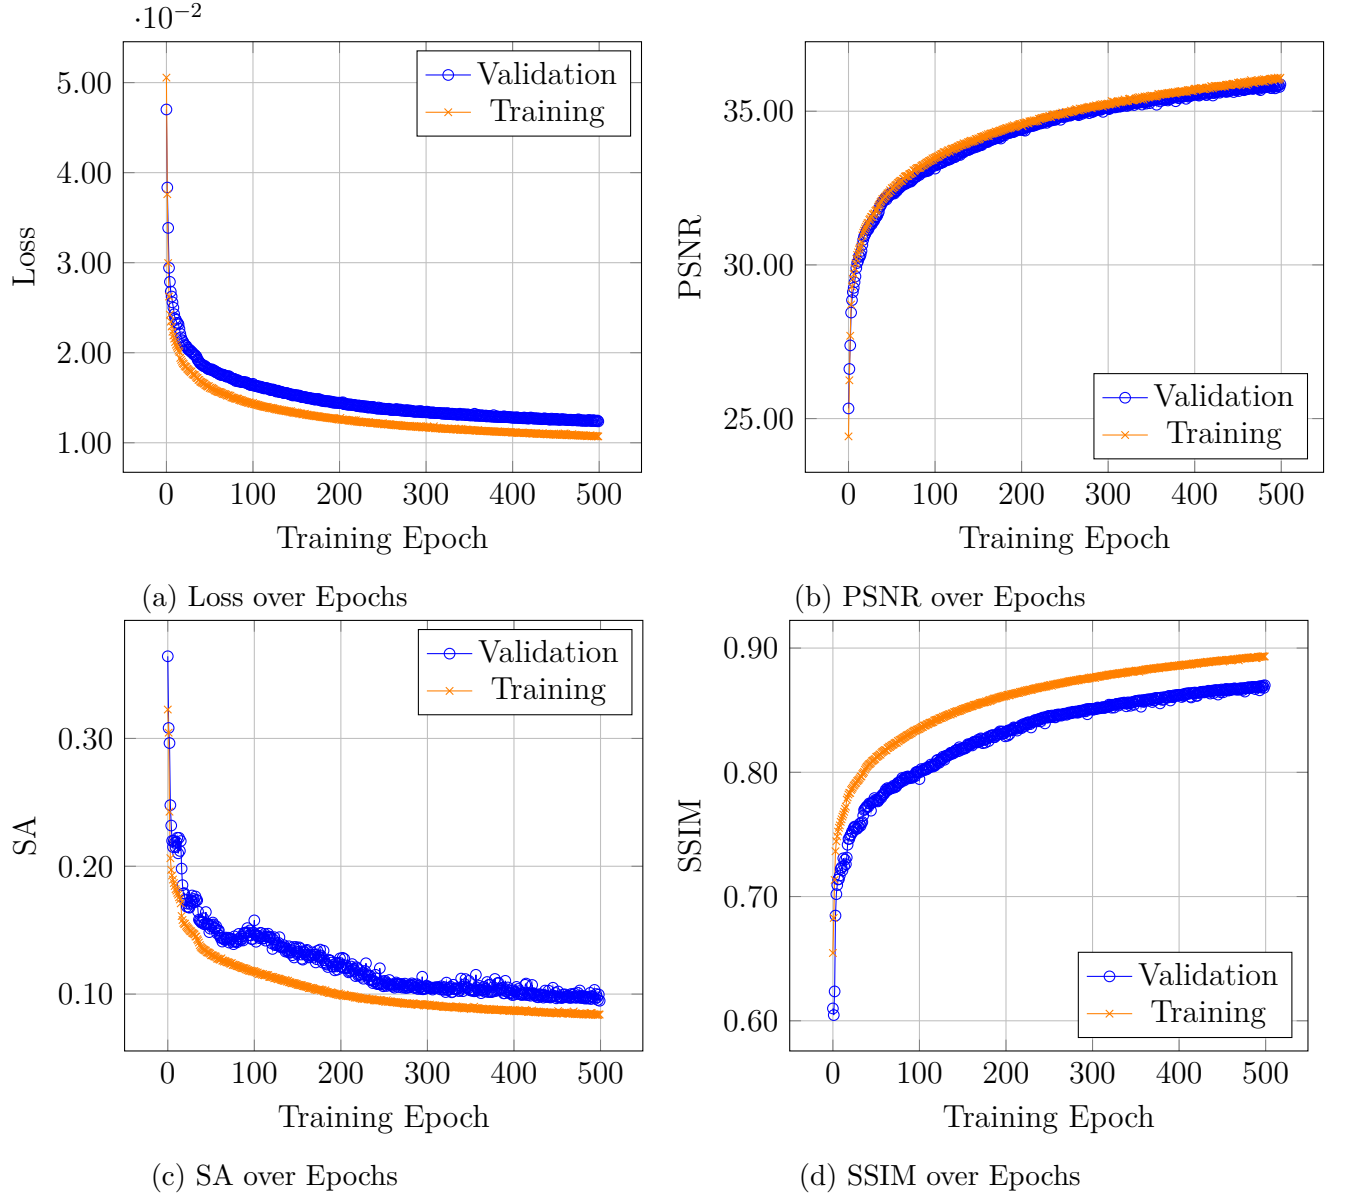 ·10−2
5.00
4.00
3.00
2.00
1.00
Loss
0 100 200 300 400 500
Training Epoch
Validation
Training
(a) Loss over Epochs
35.00
30.00
25.00
PSNR
0 100 200 300 400 500
Training Epoch
Validation
Training
(b) PSNR over Epochs
0.30
0.20
0.10
SA
0 100 200 300 400 500
Training Epoch
Validation
Training
(c) SA over Epochs
0.90
0.80
0.70
0.60
SSIM
0 100 200 300 400 500
Training Epoch
Validation
Training
(d) SSIM over Epochs